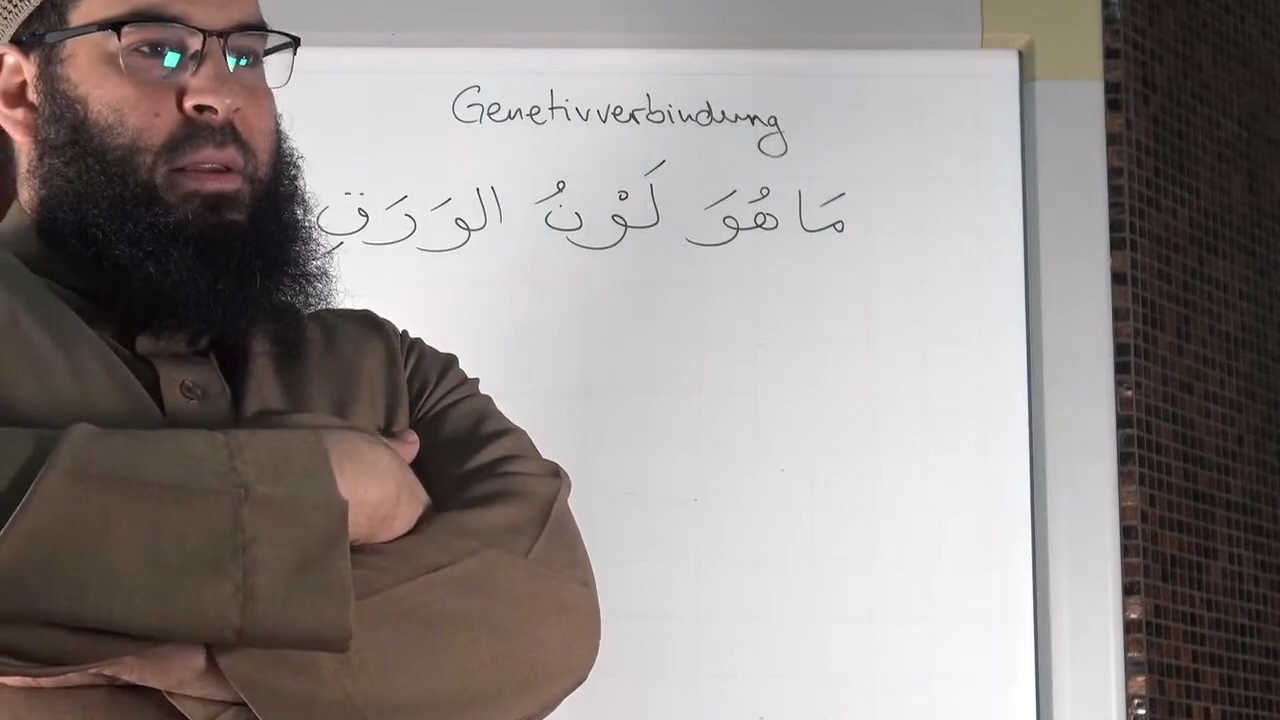 Genetivverbindung
مَا هُوَ لَوْنُ الوَرَقِ